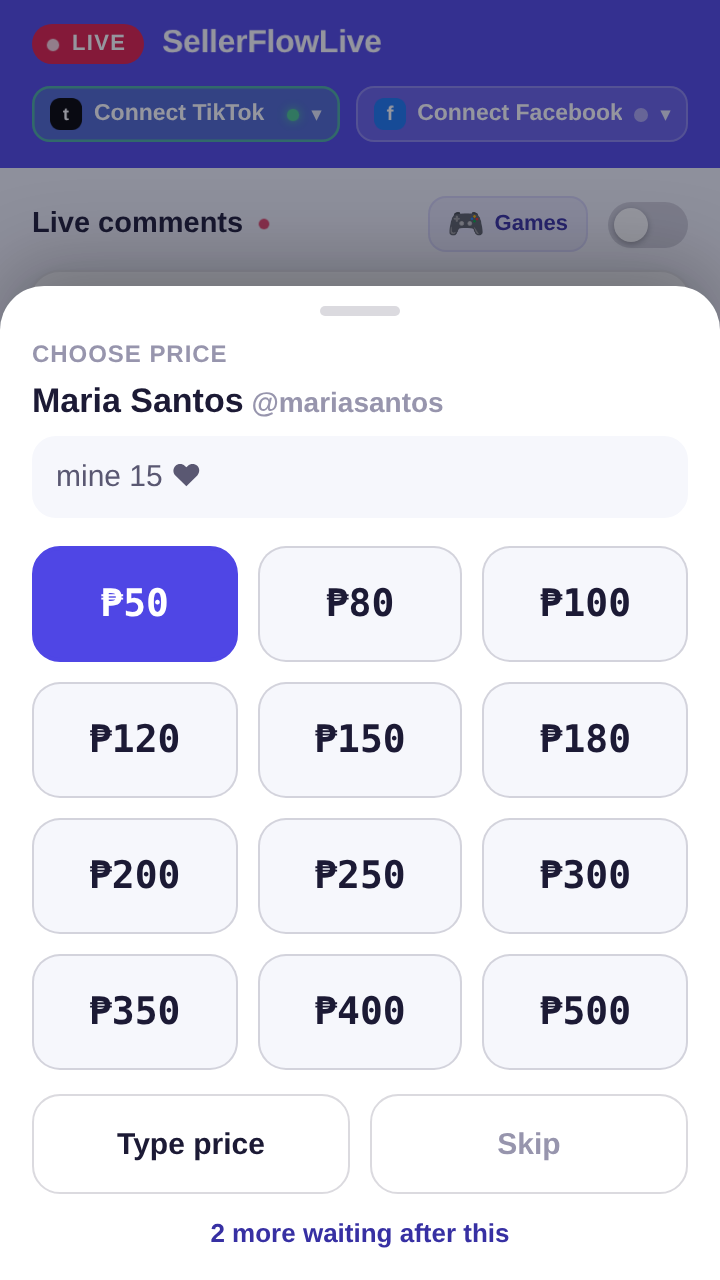 LIVE SellerFlowLive
t Connect TikTok ▾ f Connect Facebook ▾
Live comments 🎮 Games
CHOOSE PRICE
Maria Santos @mariasantos
mine 15 ♥
₱50 ₱80 ₱100
₱120 ₱150 ₱180
₱200 ₱250 ₱300
₱350 ₱400 ₱500
Type price Skip
2 more waiting after this